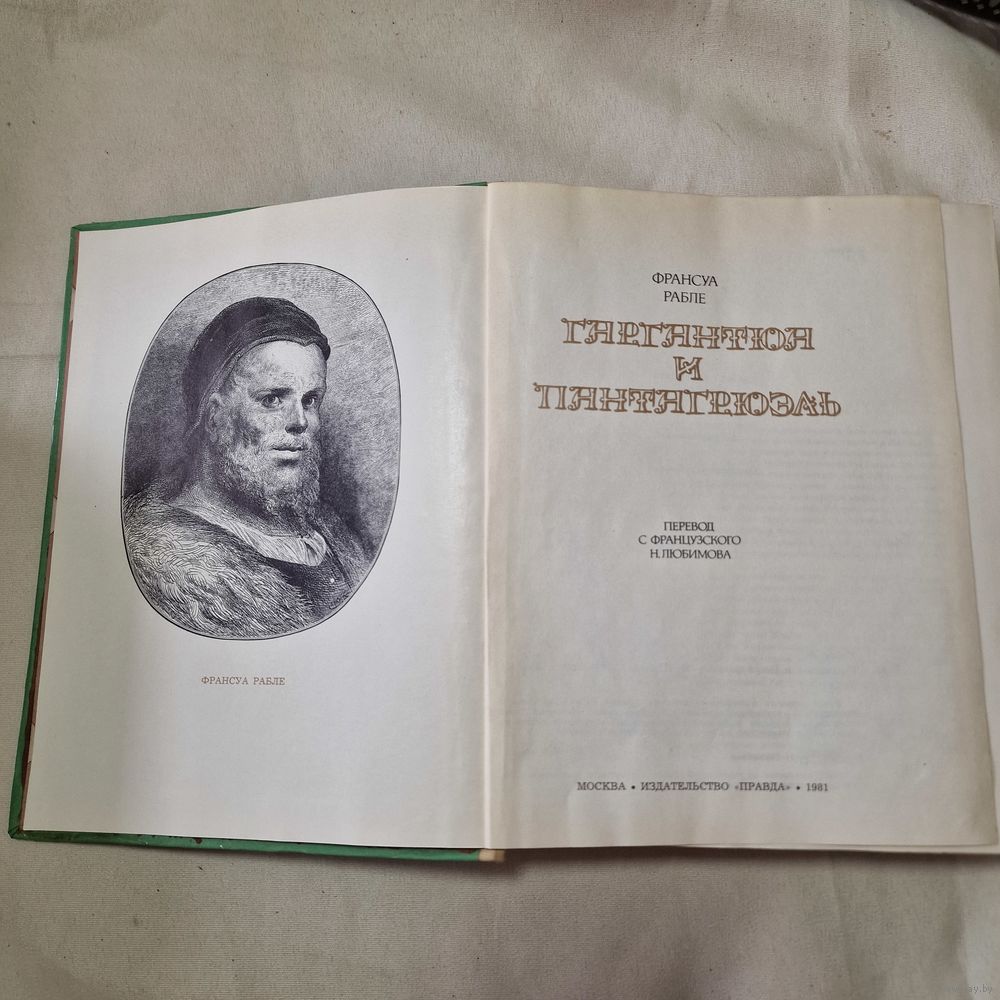 ФРАНСУА РАБЛЕ
ФРАНСУА
РАБЛЕ
ГАРГАНТЮА
И
ПАНТАГРЮЭЛЬ
ПЕРЕВОД
С ФРАНЦУЗСКОГО
Н. ЛЮБИМОВА
МОСКВА • ИЗДАТЕЛЬСТВО «ПРАВДА» • 1981